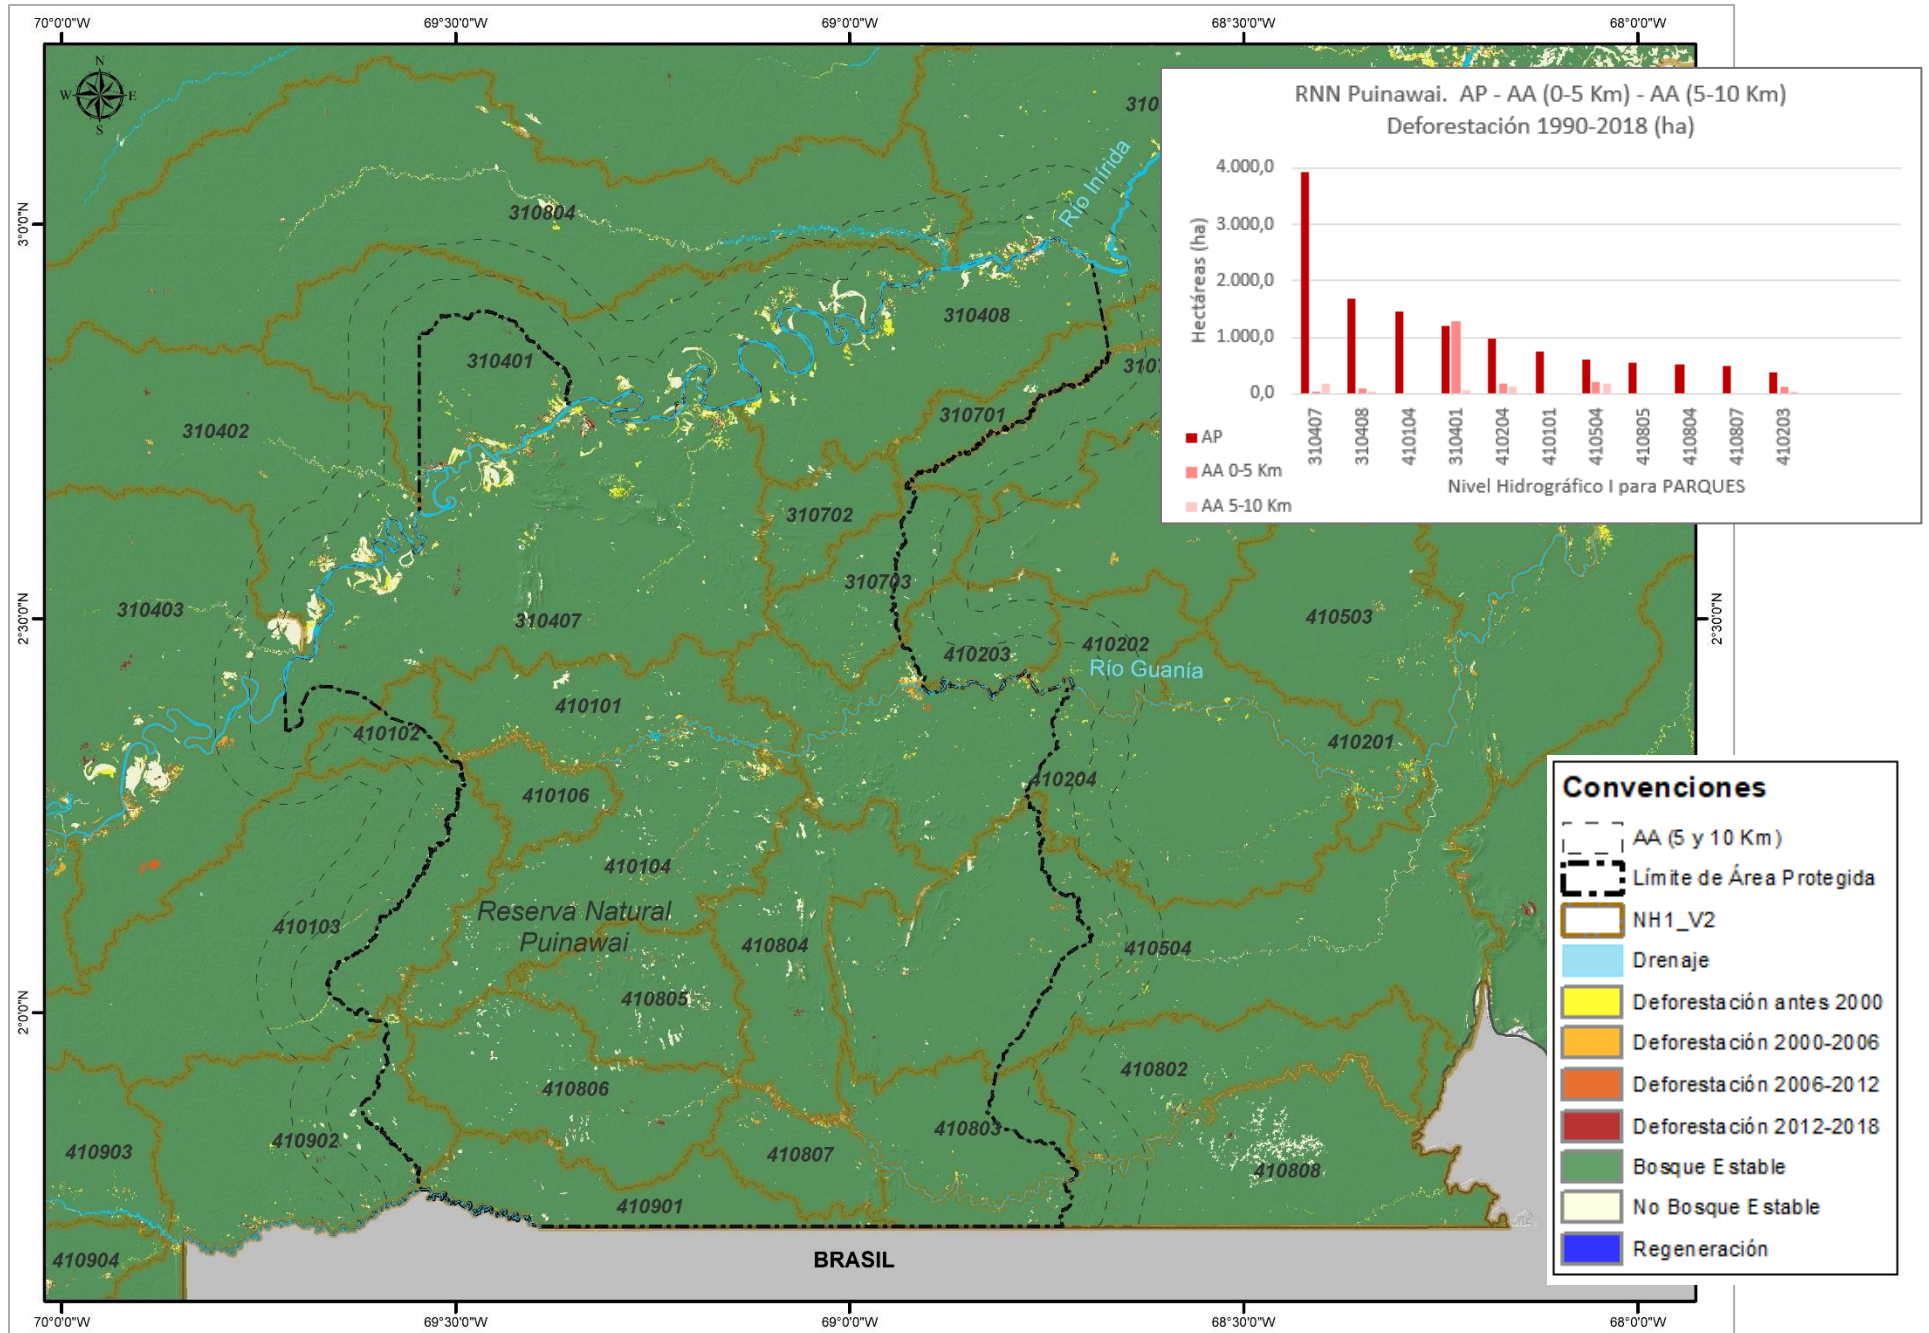 70°0'0"W
69°30'0"W
69°0'0"W
68°30'0"W
68°0'0"W
N
W
E
S
3°0'0"N
2°30'0"N
2°0'0"N
2°30'0"N
310
RNN Puinawai. AP - AA (0-5 Km) - AA (5-10 Km)
Deforestación 1990-2018 (ha)
Hectáreas (ha)
4.000,0
3.000,0
2.000,0
1.000,0
0,0
310407
310408
410104
310401
410204
410101
410504
410805
410804
410807
410203
AP
AA 0-5 Km
AA 5-10 Km
Nivel Hidrográfico I para PARQUES
Río Inírida
310804
310408
310401
310701
310402
310702
310703
310403
310407
410503
410203
410202
Río Guanía
410101
410102
410201
410204
410106
410104
Reserva Natural
Puinawai
410103
410804
410504
410805
410802
410806
410803
410902
410903
410807
410808
410901
410904
BRASIL
Convenciones
AA (5 y 10 Km)
Límite de Área Protegida
NH1_V2
Drenaje
Deforestación antes 2000
Deforestación 2000-2006
Deforestación 2006-2012
Deforestación 2012-2018
Bosque Estable
No Bosque Estable
Regeneración
70°0'0"W
69°30'0"W
69°0'0"W
68°30'0"W
68°0'0"W